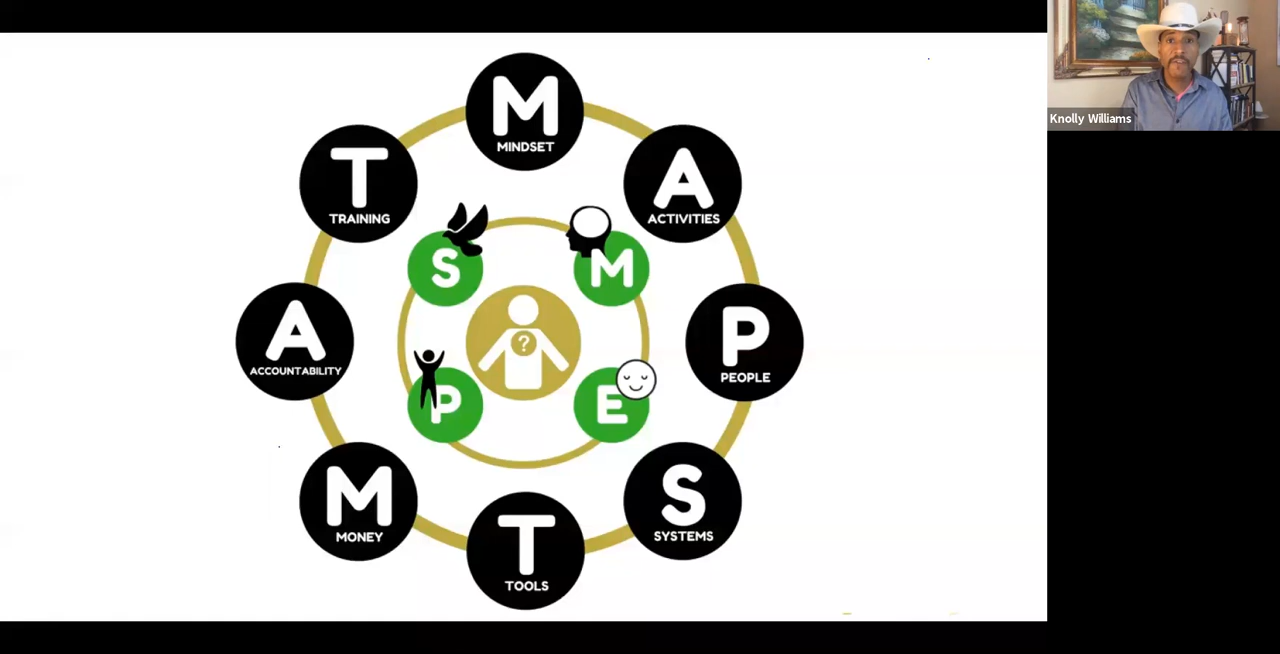 M
MINDSET
A
ACTIVITIES
P
PEOPLE
S
SYSTEMS
T
TOOLS
M
MONEY
A
ACCOUNTABILITY
T
TRAINING
S
M
E
P
?
Knolly Williams